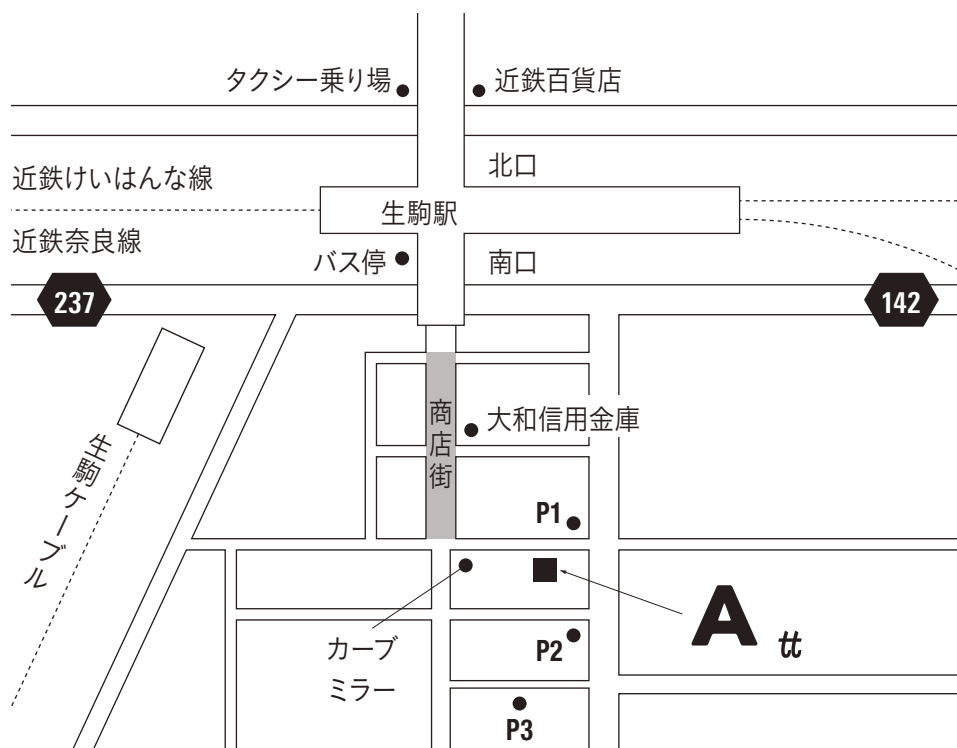 タクシー乗り場
近鉄百貨店
北口
近鉄けいはんな線
生駒駅
近鉄奈良線
バス停
南口
237
142
商店街
大和信用金庫
生駒ケーブル
P1
A tt
カーブ
ミラー
P2
P3